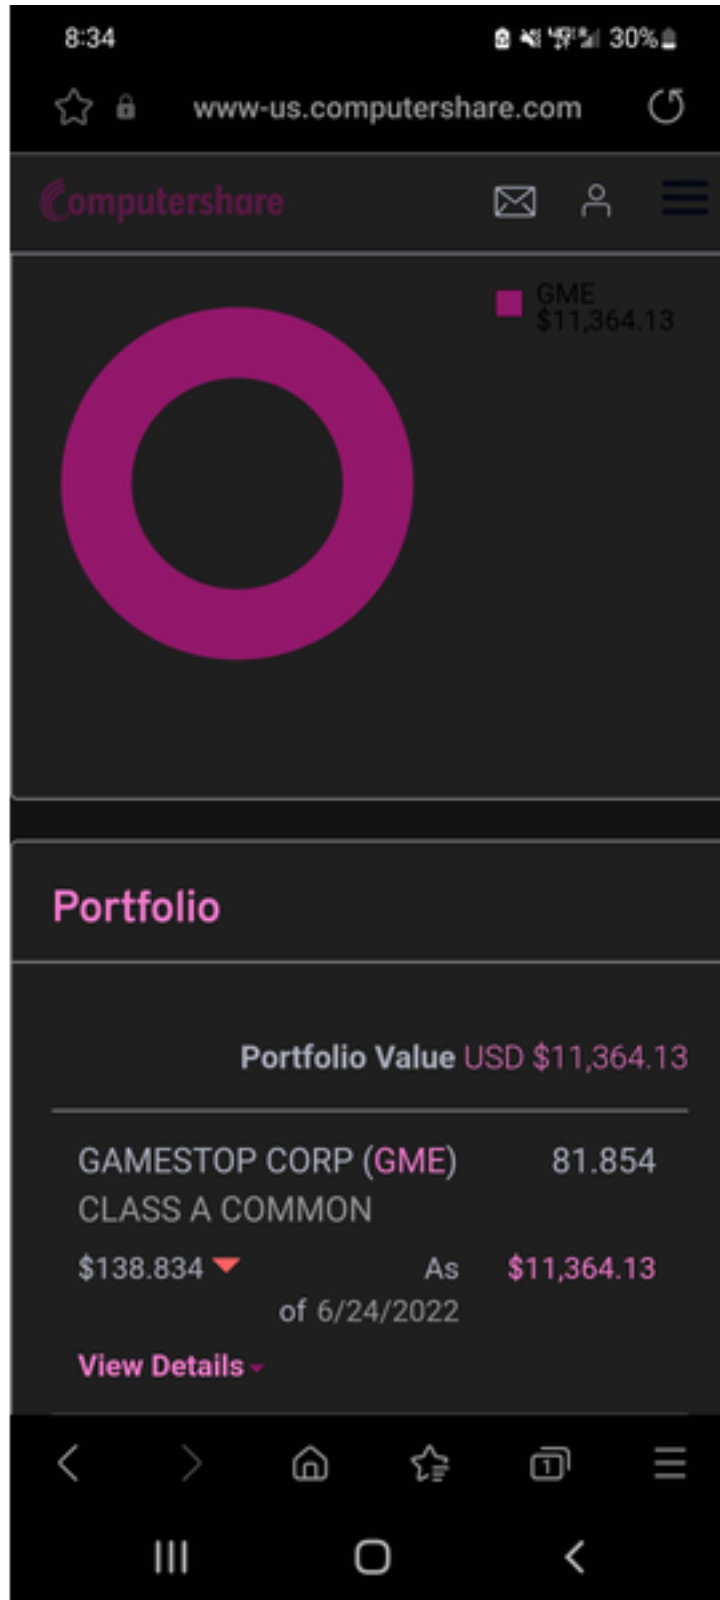 8:34 30%
www-us.computershare.com
Computershare
GME
$11,364.13
Portfolio
Portfolio Value USD $11,364.13
GAMESTOP CORP (GME) 81.854
CLASS A COMMON
$138.834 As $11,364.13
of 6/24/2022
View Details
1